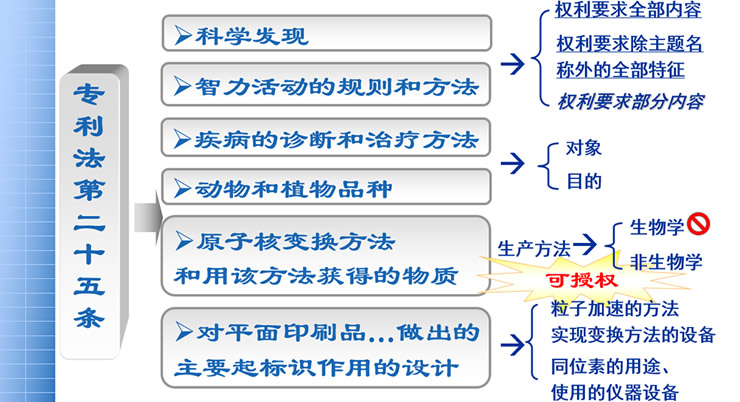 专利法第二十五条
➢科学发现
➢智力活动的规则和方法
➢疾病的诊断和治疗方法
➢动物和植物品种
➢原子核变换方法
和用该方法获得的物质
➢对平面印刷品...做出的
主要起标识作用的设计
权利要求全部内容
权利要求除主题名
称外的全部特征
权利要求部分内容
对象
目的
生产方法
生物学
非生物学
可授权
粒子加速的方法
实现变换方法的设备
同位素的用途、
使用的仪器设备